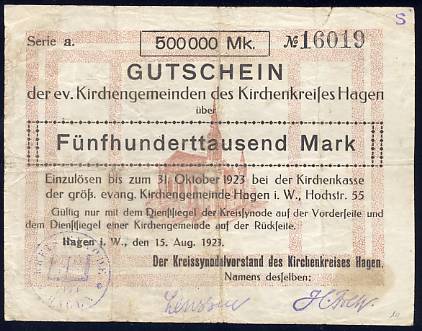 S
Serie a. 500000 Mk. № 16019
GUTSCHEIN
der ev. Kirchengemeinden des Kirchenkreises Hagen
über
Fünfhunderttausend Mark
Einzulösen bis zum 31. Oktober 1923 bei der Kirchenkasse
der größ. evang. Kirchengemeinde Hagen i. W., Hochstr. 55
Gültig nur mit dem Dienstsiegel der Kreissynode auf der Vorderseite und
dem Dienstsiegel einer Kirchengemeinde auf der Rückseite.
Hagen i. W., den 15. Aug. 1923.
Der Kreissynodalvorstand des Kirchenkreises Hagen.
Namens desselben: